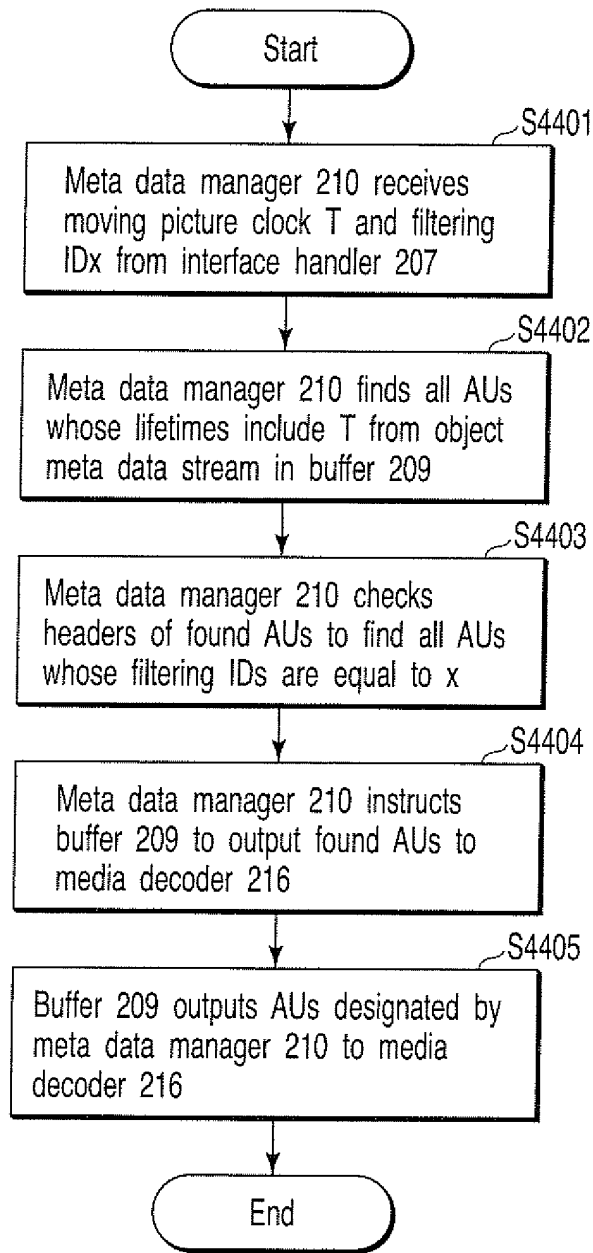 Start
S4401
Meta data manager 210 receives
moving picture clock T and filtering
IDx from interface handler 207
S4402
Meta data manager 210 finds all AUs
whose lifetimes include T from object
meta data stream in buffer 209
S4403
Meta data manager 210 checks
headers of found AUs to find all AUs
whose filtering IDs are equal to x
S4404
Meta data manager 210 instructs
buffer 209 to output found AUs to
media decoder 216
S4405
Buffer 209 outputs AUs designated by
meta data manager 210 to media
decoder 216
End